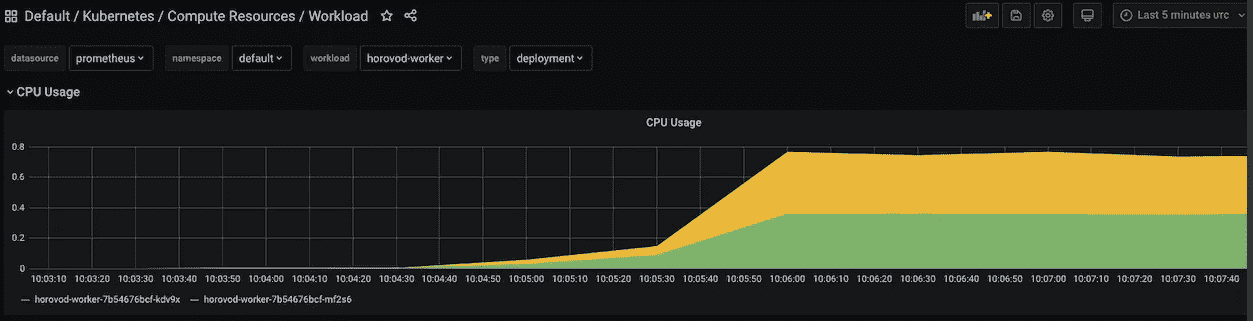 Default / Kubernetes / Compute Resources / Workload
Last 5 minutes UTC
datasource prometheus namespace default workload horovod-worker type deployment
CPU Usage
CPU Usage
0.8
0.6
0.4
0.2
0
10:03:10 10:03:20 10:03:30 10:03:40 10:03:50 10:04:00 10:04:10 10:04:20 10:04:30 10:04:40 10:04:50 10:05:00 10:05:10 10:05:20 10:05:30 10:05:40 10:05:50 10:06:00 10:06:10 10:06:20 10:06:30 10:06:40 10:06:50 10:07:00 10:07:10 10:07:20 10:07:30 10:07:40
horovod-worker-7b54676bcf-kdv9x horovod-worker-7b54676bcf-mf2s6